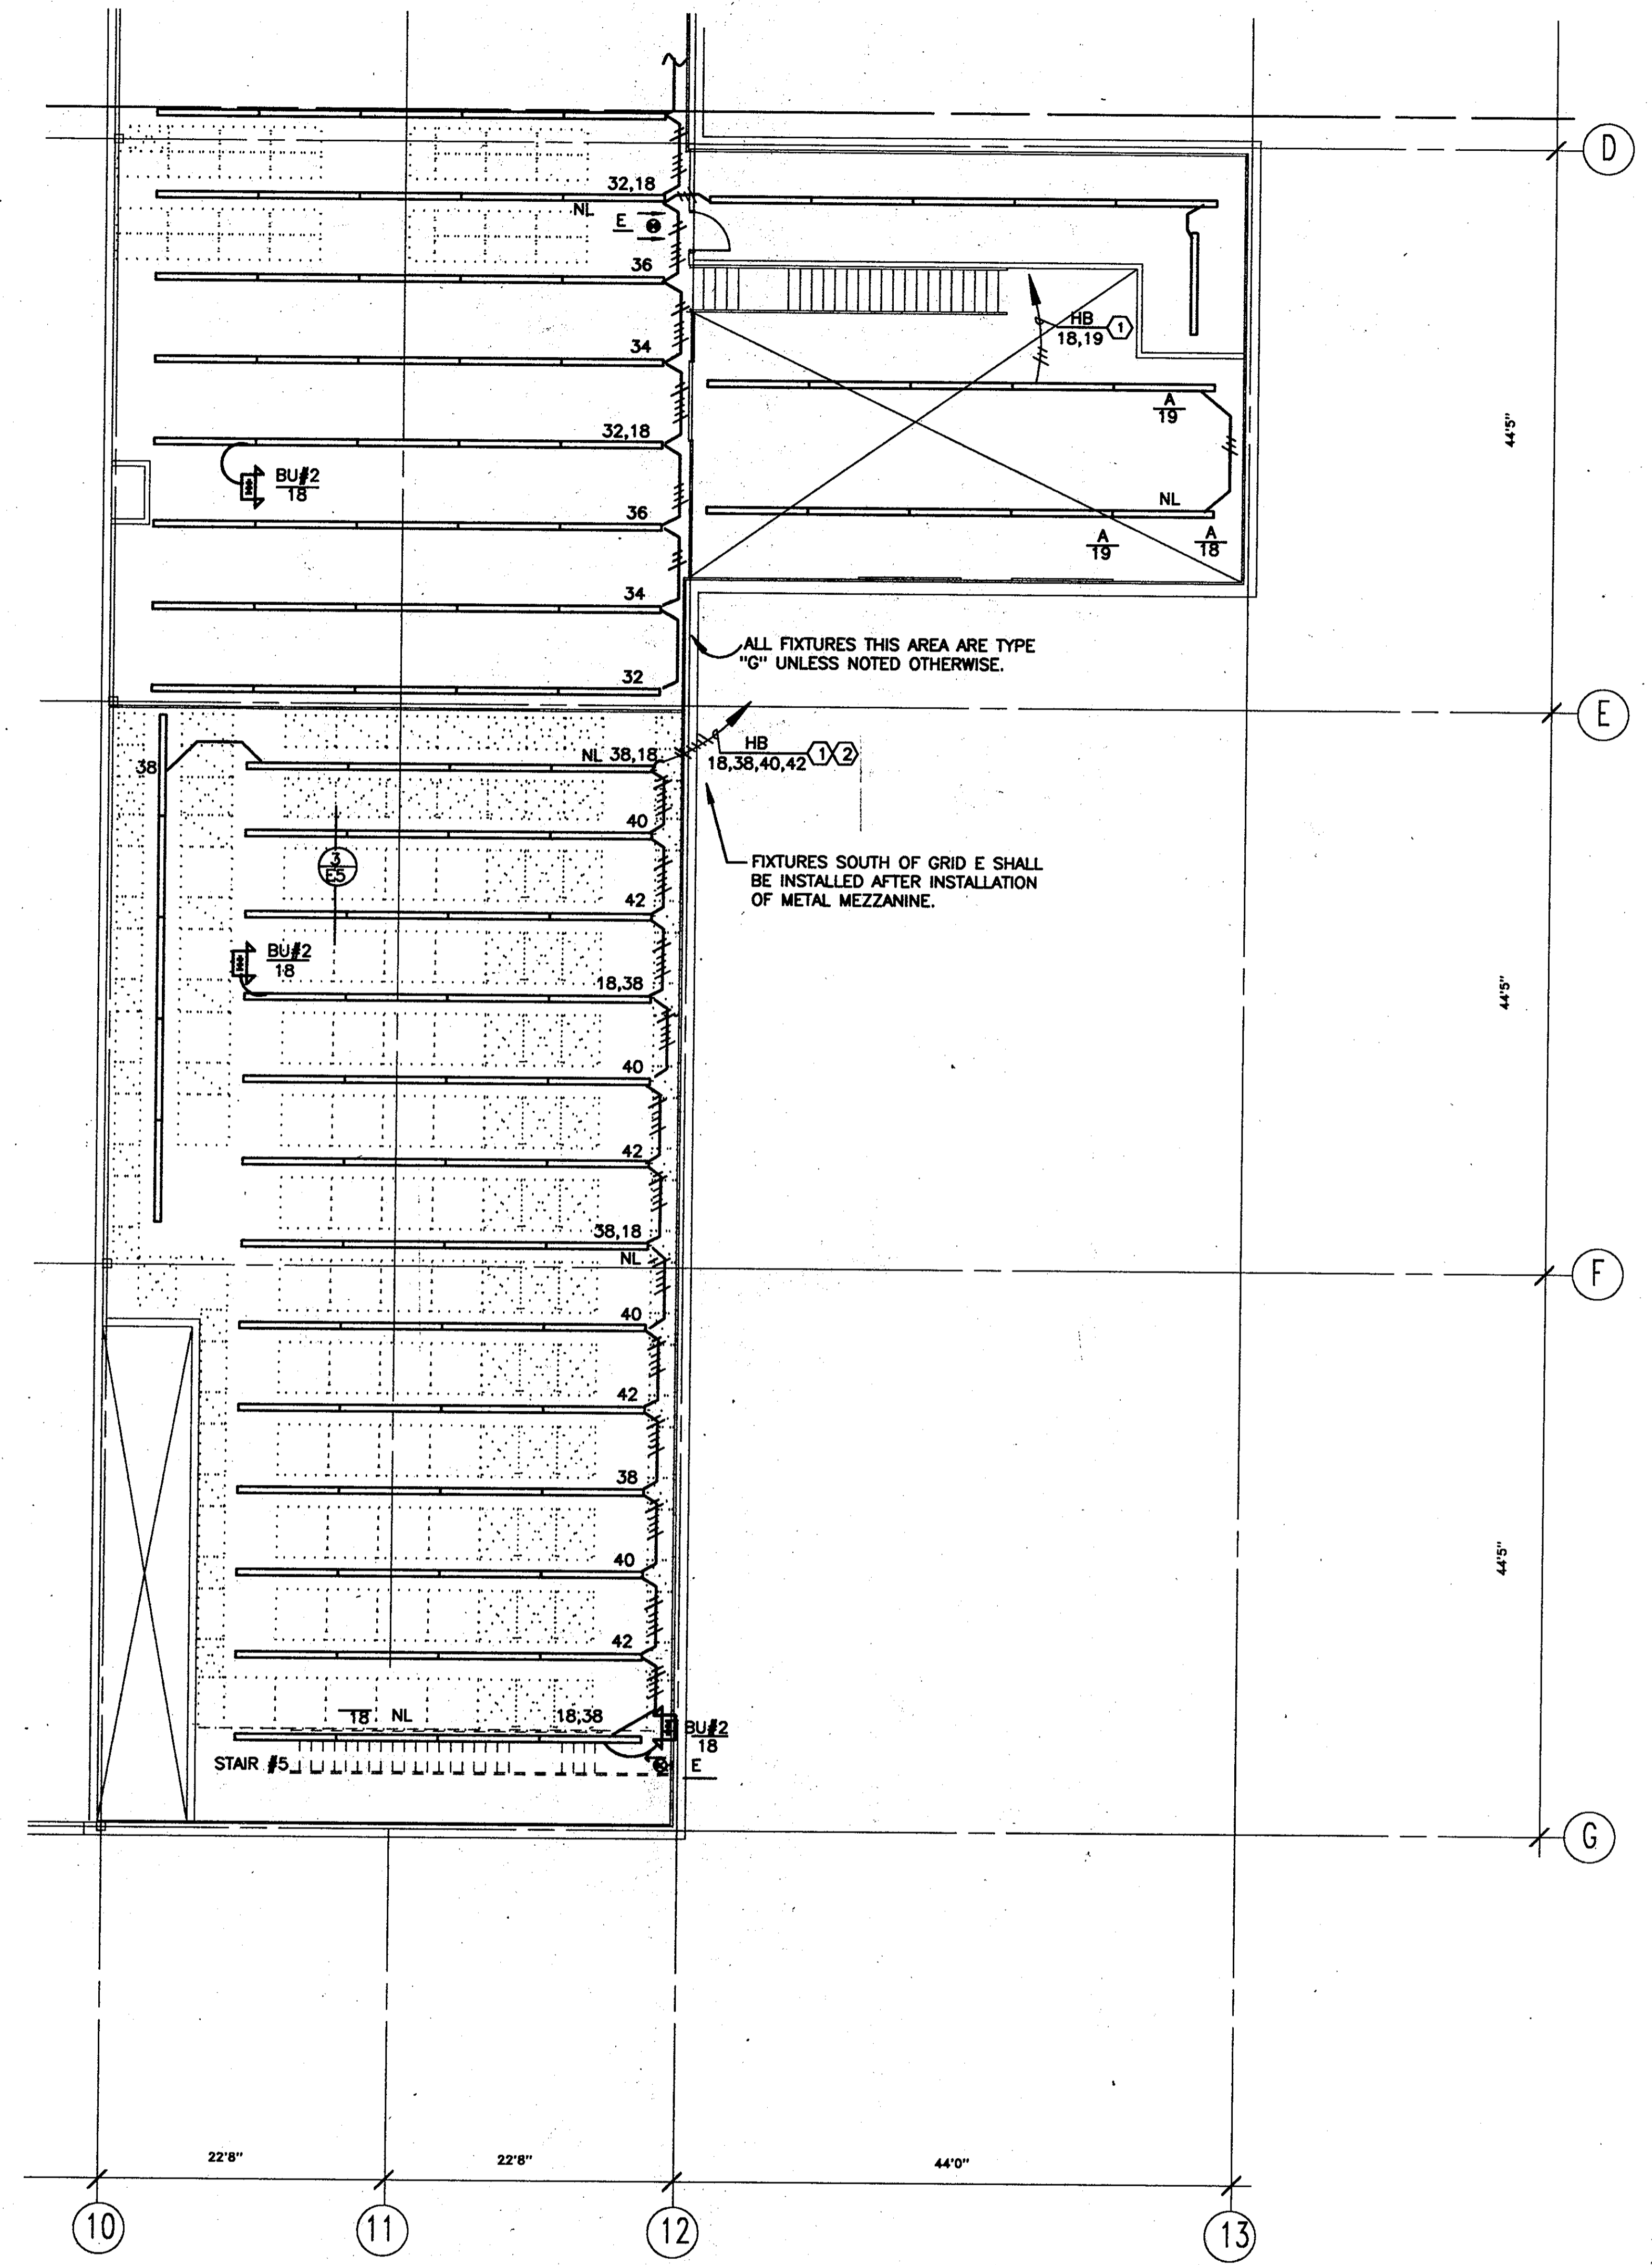 D
32,18
NL
E
36
HB
18,19
1
34
A
19
32,18
BU#2
18
NL
36
A
19
A
18
34
ALL FIXTURES THIS AREA ARE TYPE
"G" UNLESS NOTED OTHERWISE.
32
E
NL 38,18
HB
18,38,40,42
1
2
38
40
3
E5
FIXTURES SOUTH OF GRID E SHALL
BE INSTALLED AFTER INSTALLATION
OF METAL MEZZANINE.
42
BU#2
18
18,38
40
42
38,18
NL
F
40
42
38
40
42
18
NL
18,38
BU#2
18
STAIR #5
E
G
44'5"
44'5"
44'5"
22'8"
22'8"
44'0"
10
11
12
13